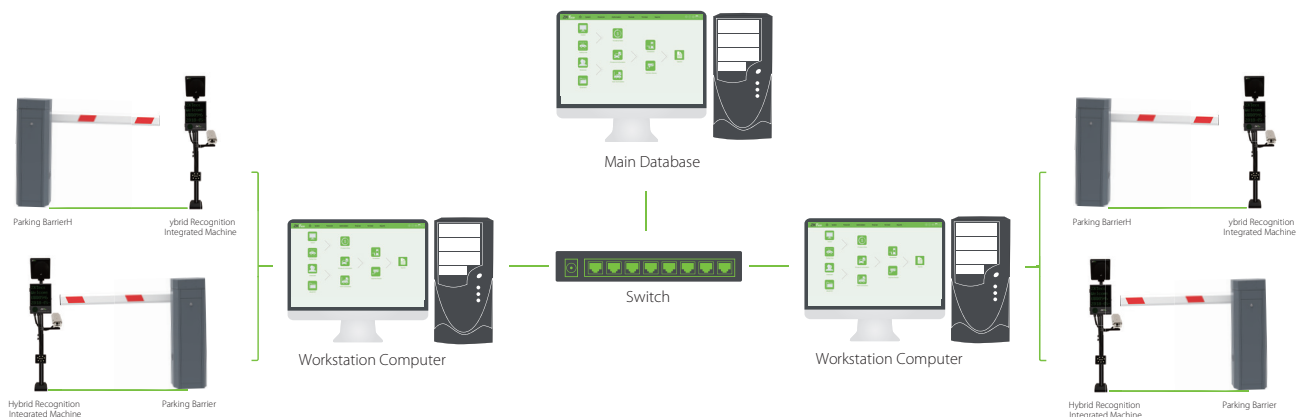 Main Database
Parking BarrierH
ybrid Recognition
Integrated Machine
Parking BarrierH
ybrid Recognition
Integrated Machine
Switch
Workstation Computer
Workstation Computer
Hybrid Recognition
Integrated Machine
Parking Barrier
Hybrid Recognition
Integrated Machine
Parking Barrier